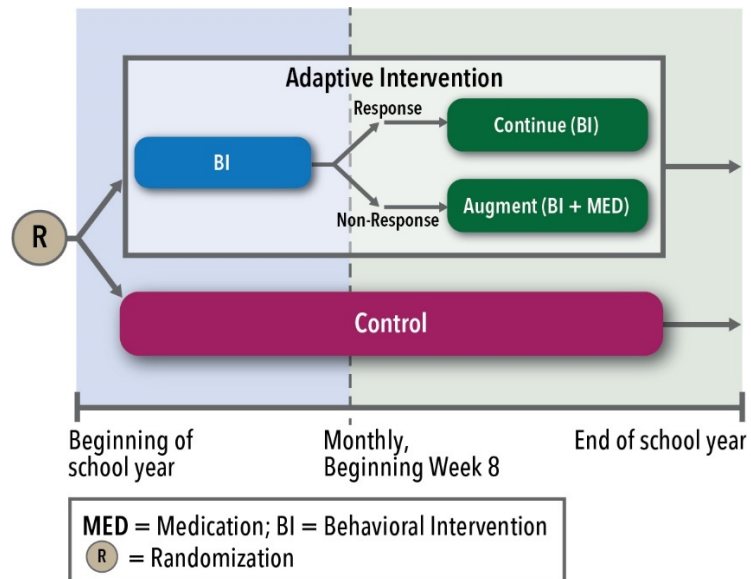 Adaptive Intervention
Response
Continue (BI)
BI
Non-Response
Augment (BI + MED)
R
Control
Beginning of
school year
Monthly,
Beginning Week 8
End of school year
MED = Medication; BI = Behavioral Intervention
R = Randomization